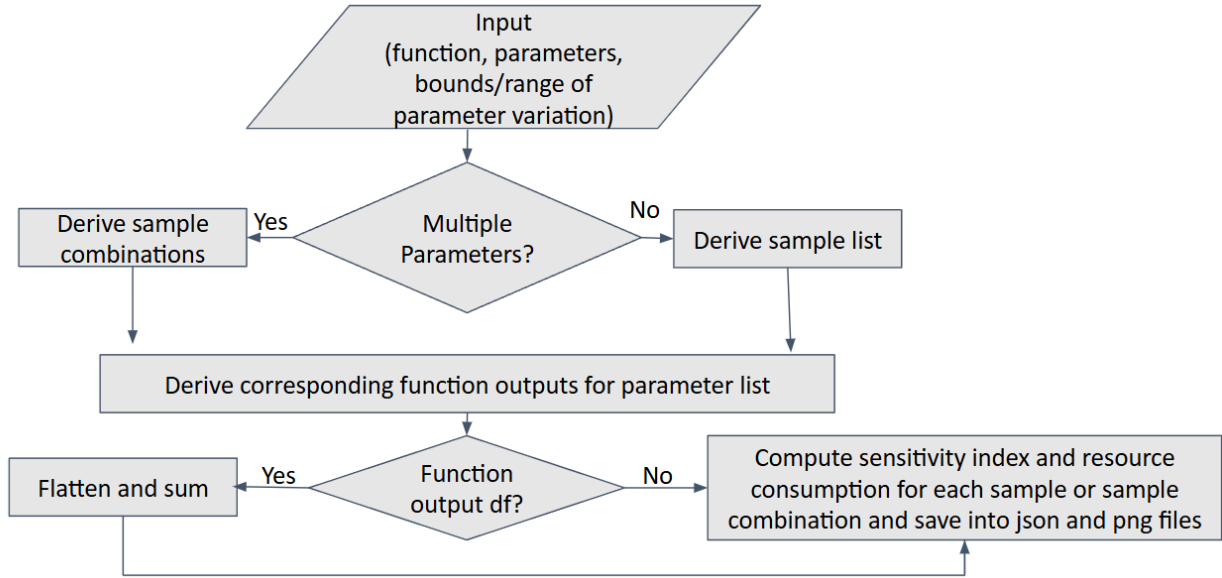 Input
(function, parameters,
bounds/range of
parameter variation)
Multiple
Parameters?
Yes
No
Derive sample
combinations
Derive sample list
Derive corresponding function outputs for parameter list
Function
output df?
Yes
No
Flatten and sum
Compute sensitivity index and resource
consumption for each sample or sample
combination and save into json and png files